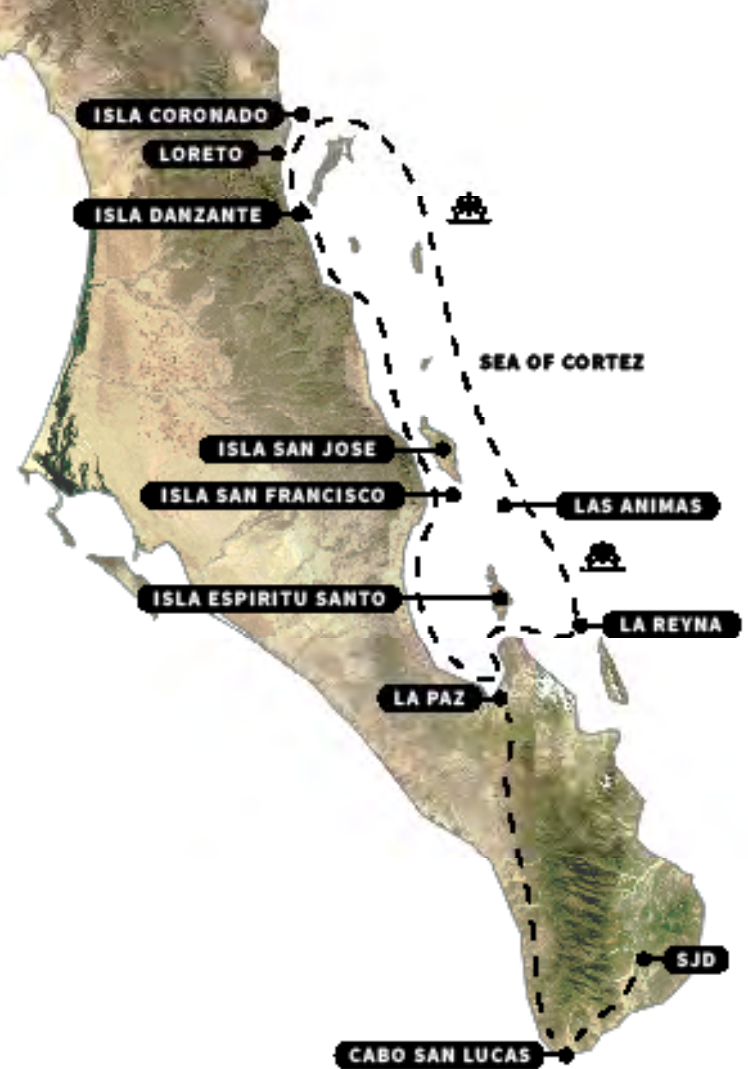 ISLA CORONADO
LORETO
ISLA DANZANTE
SEA OF CORTEZ
ISLA SAN JOSE
ISLA SAN FRANCISCO
LAS ANIMAS
ISLA ESPIRITU SANTO
LA REYNA
LA PAZ
SJD
CABO SAN LUCAS